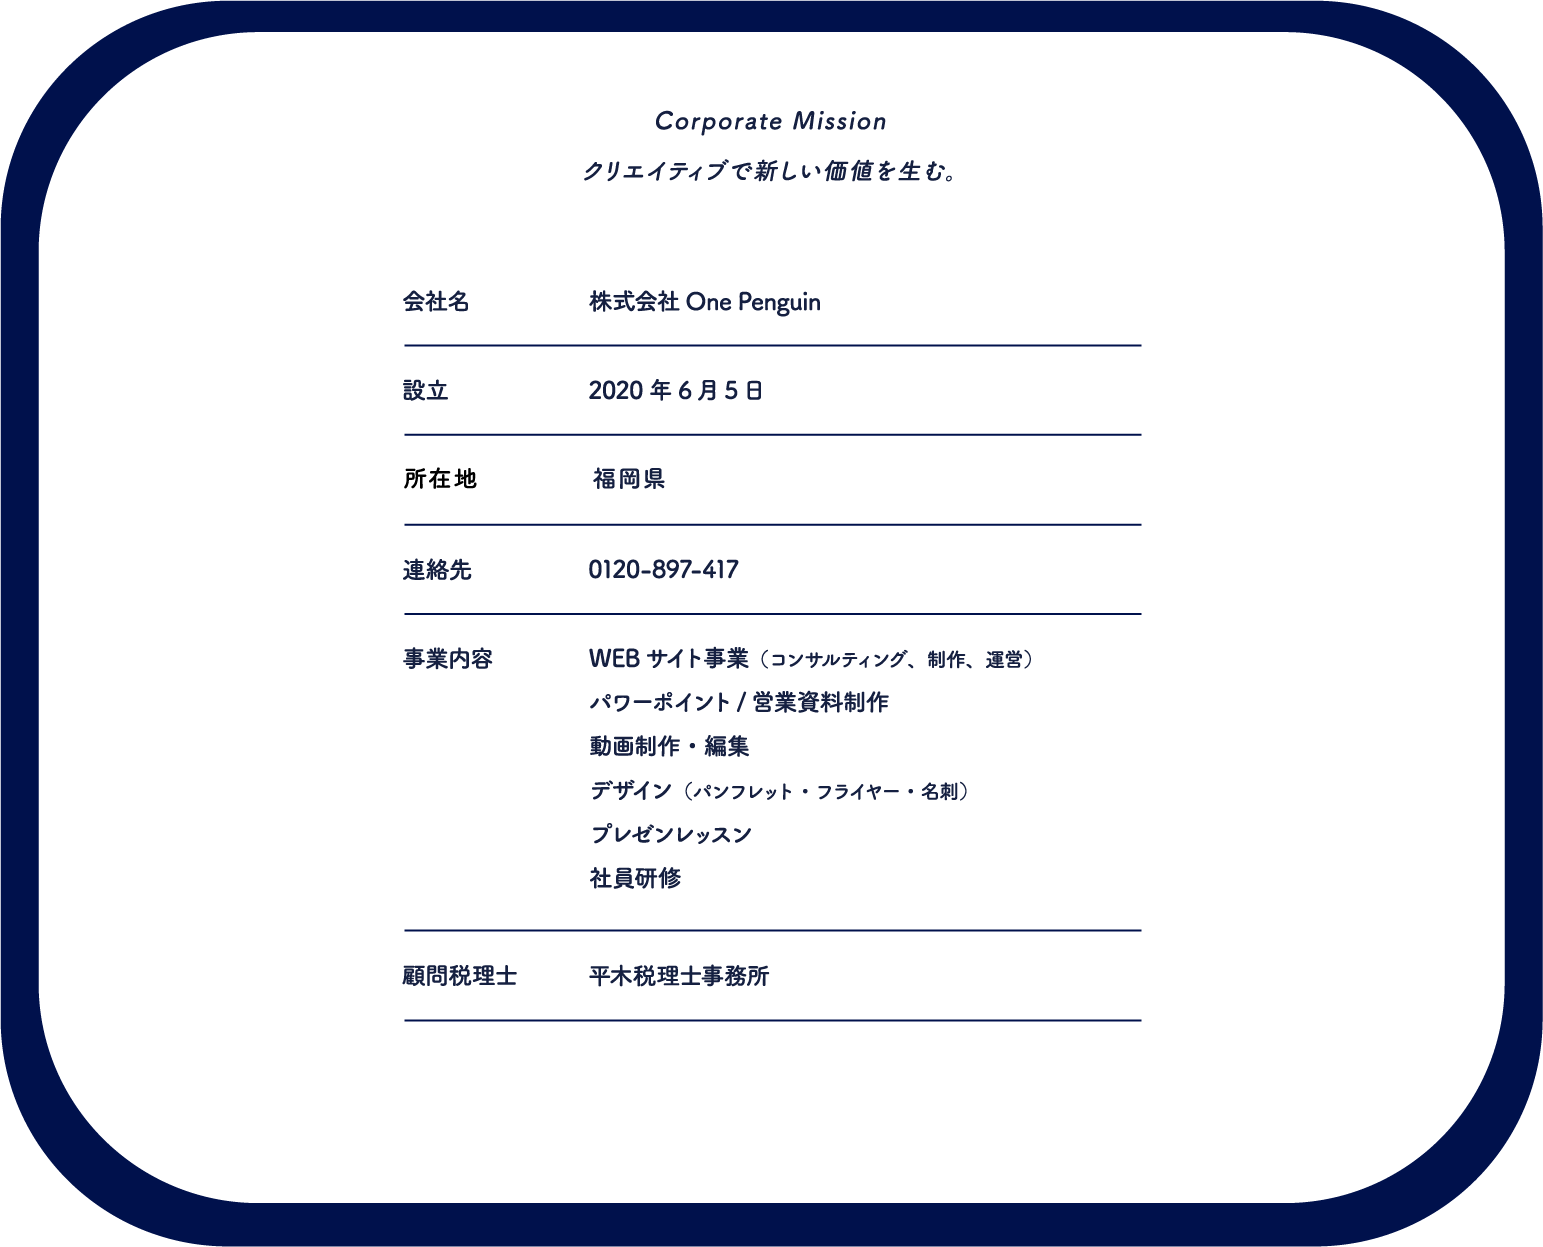 Corporate Mission
クリエイティブで新しい価値を生む。
会社名 株式会社 One Penguin
設立 2020 年 6 月 5 日
所在地 福岡県
連絡先 0120-897-417
事業内容 WEB サイト事業（コンサルティング、制作、運営）
パワーポイント / 営業資料制作
動画制作・編集
デザイン（パンフレット・フライヤー・名刺）
プレゼンレッスン
社員研修
顧問税理士 平木税理士事務所